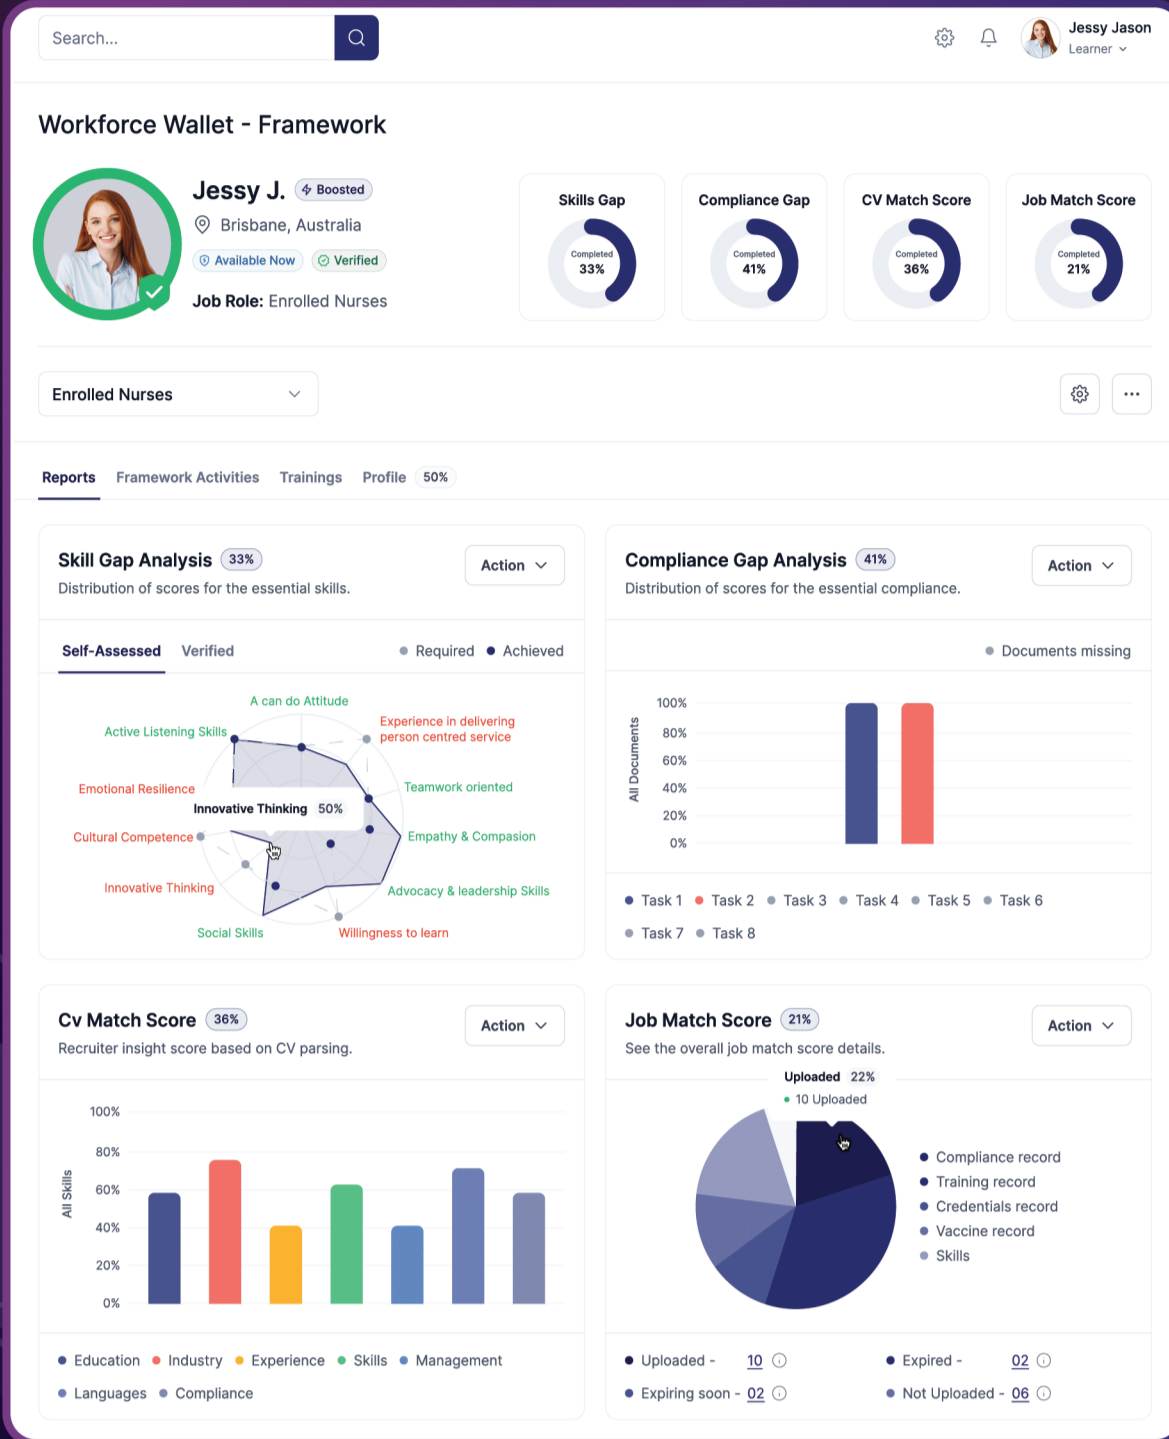 Search...
Jessy Jason
Learner
Workforce Wallet - Framework
Jessy J.
Boosted
Brisbane, Australia
Available Now
Verified
Job Role: Enrolled Nurses
Skills Gap
Completed
33%
Compliance Gap
Completed
41%
CV Match Score
Completed
36%
Job Match Score
Completed
21%
Enrolled Nurses
Reports
Framework Activities
Trainings
Profile
50%
Skill Gap Analysis
33%
Distribution of scores for the essential skills.
Action
Self-Assessed
Verified
Required
Achieved
A can do Attitude
Active Listening Skills
Experience in delivering
person centred service
Emotional Resilience
Teamwork oriented
Innovative Thinking 50%
Cultural Competence
Empathy & Compasion
Innovative Thinking
Advocacy & leadership Skills
Social Skills
Willingness to learn
Compliance Gap Analysis
41%
Distribution of scores for the essential compliance.
Action
Documents missing
All Documents
100%
80%
60%
40%
20%
0%
Task 1
Task 2
Task 3
Task 4
Task 5
Task 6
Task 7
Task 8
Cv Match Score
36%
Recruiter insight score based on CV parsing.
Action
All Skills
100%
80%
60%
40%
20%
0%
Education
Industry
Experience
Skills
Management
Languages
Compliance
Job Match Score
21%
See the overall job match score details.
Action
Uploaded 22%
10 Uploaded
Compliance record
Training record
Credentials record
Vaccine record
Skills
Uploaded - 10
Expired - 02
Expiring soon - 02
Not Uploaded - 06